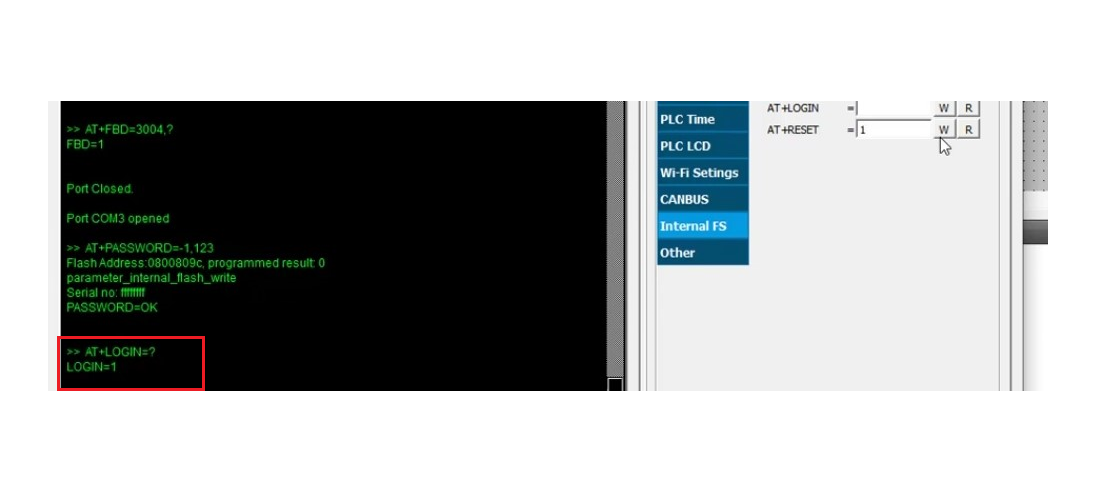 >> AT+FBD=3004,?
FBD=1
Port Closed.
Port COM3 opened
>> AT+PASSWORD=-1,123
Flash Address:0800809c, programmed result: 0
parameter_internal_flash_write
Serial no: ffffffff
PASSWORD=OK
>> AT+LOGIN=?
LOGIN=1
PLC Time
PLC LCD
Wi-Fi Setings
CANBUS
Internal FS
Other
AT+LOGIN = W R
AT+RESET = 1 W R